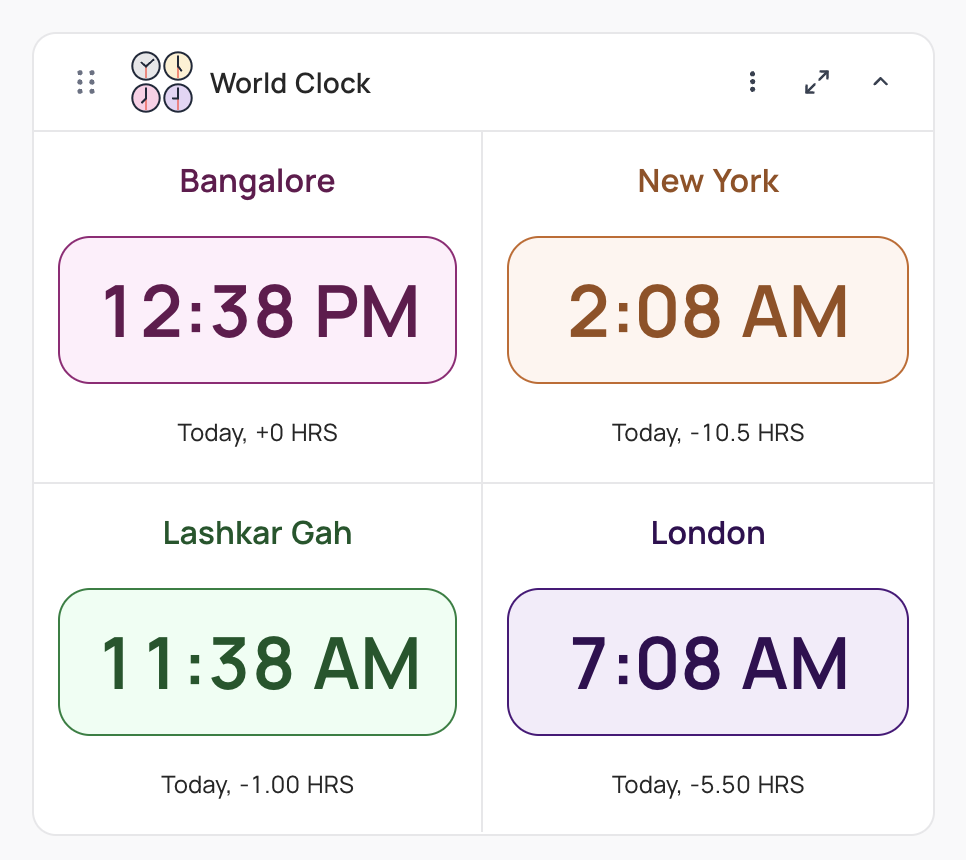 World Clock
Bangalore
12:38 PM
Today, +0 HRS
New York
2:08 AM
Today, -10.5 HRS
Lashkar Gah
11:38 AM
Today, -1.00 HRS
London
7:08 AM
Today, -5.50 HRS